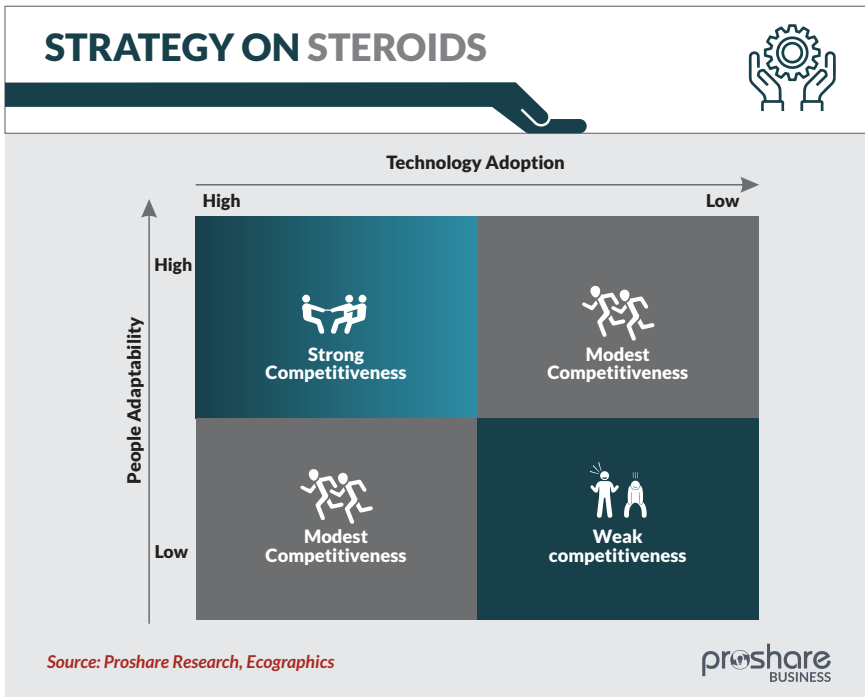 STRATEGY ON STEROIDS
Technology Adoption
High
Low
People Adaptability
High
Strong
Competitiveness
Modest
Competitiveness
Low
Modest
Competitiveness
Weak
competitiveness
Source: Proshare Research, Ecographics
proshare
BUSINESS